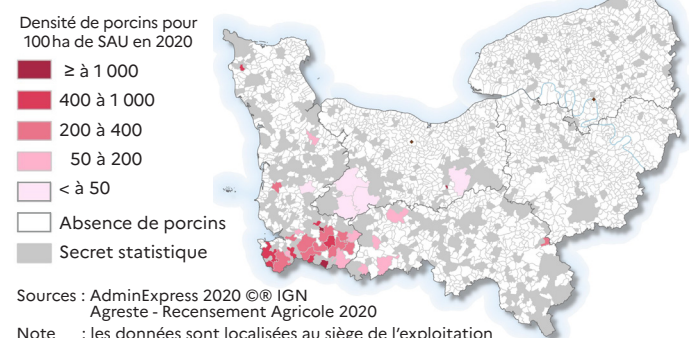 Densité de porcins pour
100 ha de SAU en 2020
≥ à 1 000
400 à 1 000
200 à 400
50 à 200
< à 50
Absence de porcins
Secret statistique
Sources : AdminExpress 2020 ©® IGN
Agreste - Recensement Agricole 2020
Note : les données sont localisées au siège de l'exploitation